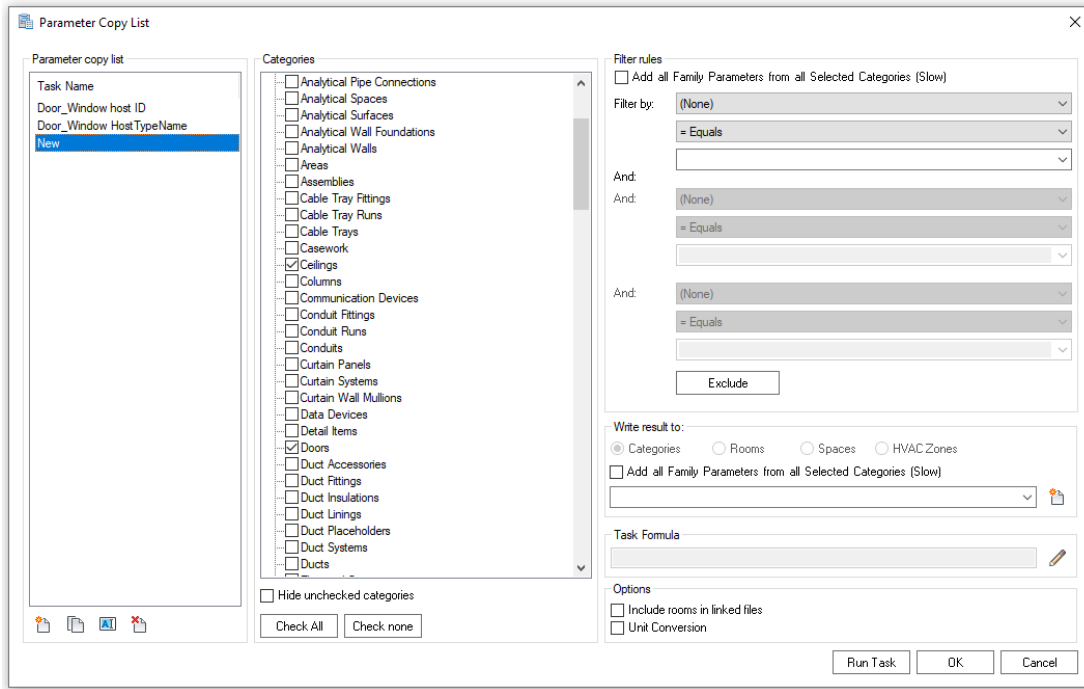 Parameter Copy List
Parameter copy list
Task Name
Door_Window host ID
Door_Window HostTypeName
New
Categories
Analytical Pipe Connections
Analytical Spaces
Analytical Surfaces
Analytical Wall Foundations
Analytical Walls
Areas
Assemblies
Cable Tray Fittings
Cable Tray Runs
Cable Trays
Casework
Ceilings
Columns
Communication Devices
Conduit Fittings
Conduit Runs
Conduits
Curtain Panels
Curtain Systems
Curtain Wall Mullions
Data Devices
Detail Items
Doors
Duct Accessories
Duct Fittings
Duct Insulations
Duct Linings
Duct Placeholders
Duct Systems
Ducts
Hide unchecked categories
Check All
Check none
Filter rules
Add all Family Parameters from all Selected Categories (Slow)
Filter by: (None)
= Equals
And:
And: (None)
= Equals
And: (None)
= Equals
Exclude
Write result to:
Categories Rooms Spaces HVAC Zones
Add all Family Parameters from all Selected Categories (Slow)
Task Formula
Options
Include rooms in linked files
Unit Conversion
Run Task OK Cancel